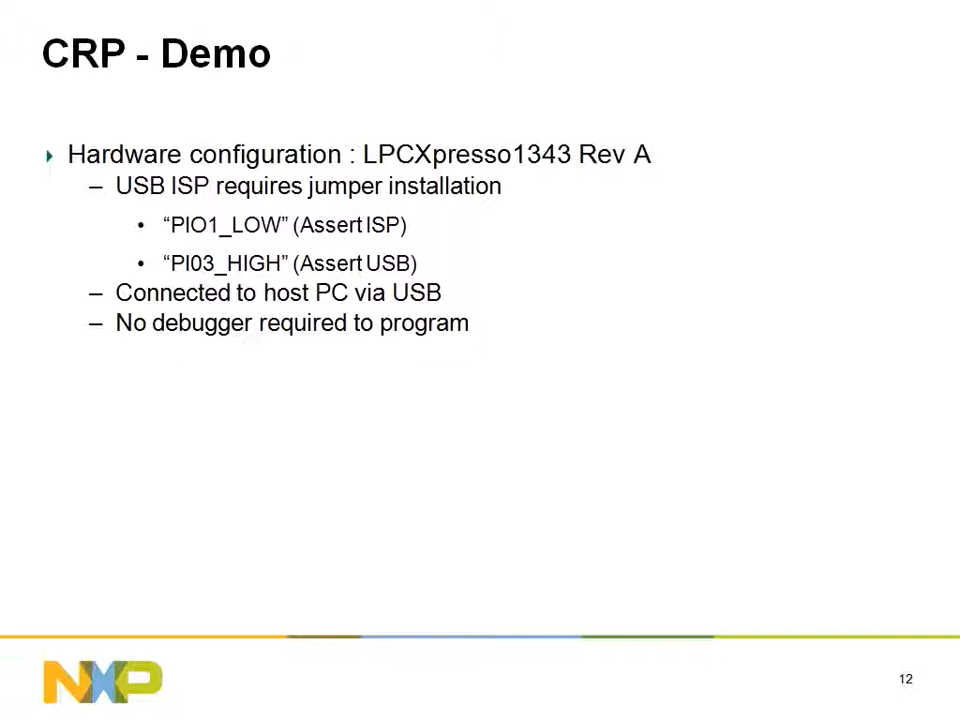 CRP - Demo
Hardware configuration : LPCXpresso1343 Rev A
– USB ISP requires jumper installation
• “PIO1_LOW” (Assert ISP)
• “PI03_HIGH” (Assert USB)
– Connected to host PC via USB
– No debugger required to program
NXP
12